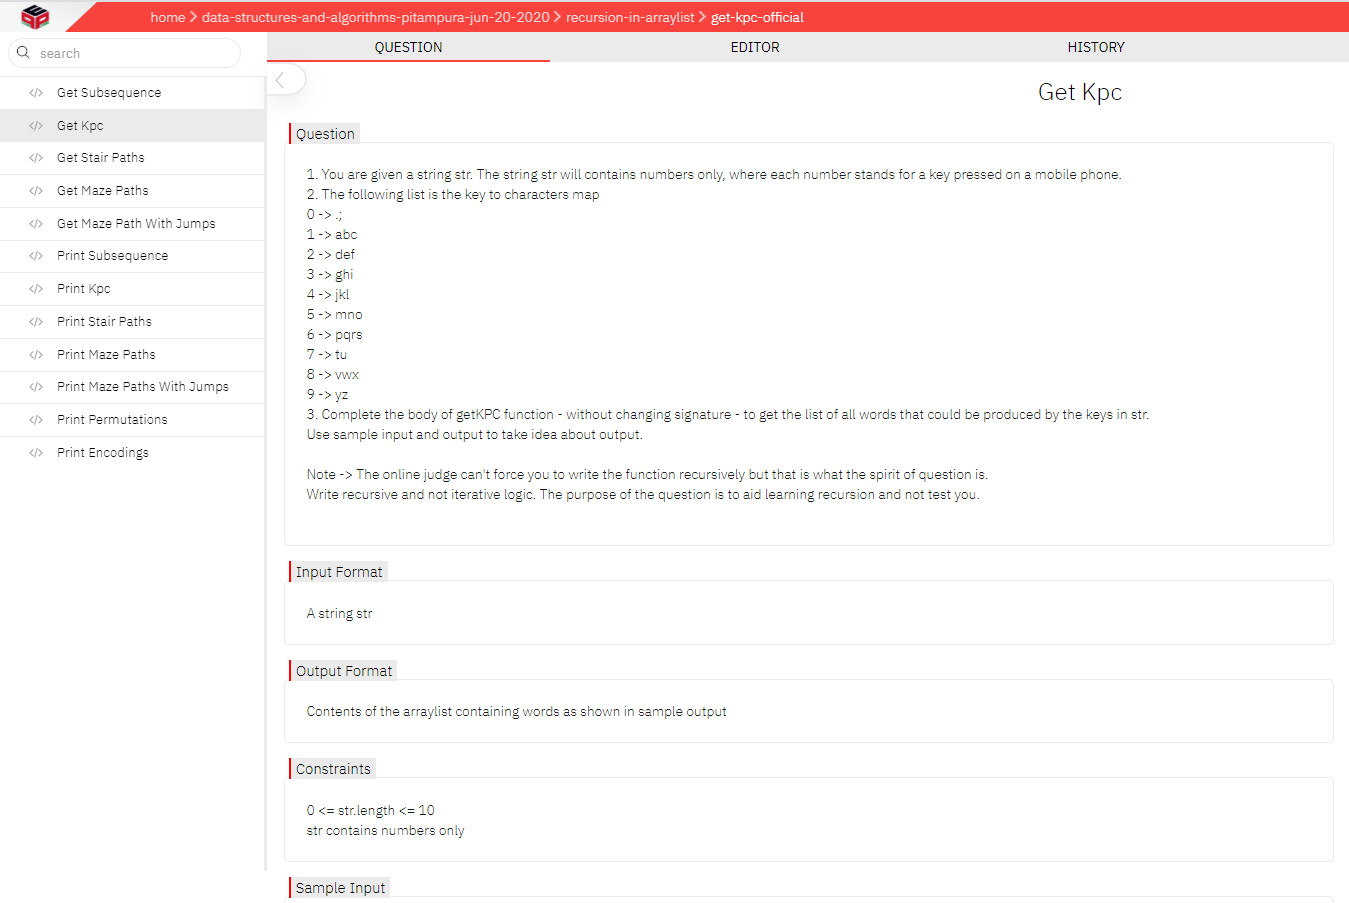 home > data-structures-and-algorithms-pitampura-jun-20-2020 > recursion-in-arraylist > get-kpc-official
search
QUESTION EDITOR HISTORY
Get Subsequence
Get Kpc
Get Stair Paths
Get Maze Paths
Get Maze Path With Jumps
Print Subsequence
Print Kpc
Print Stair Paths
Print Maze Paths
Print Maze Paths With Jumps
Print Permutations
Print Encodings
Get Kpc
Question
1. You are given a string str. The string str will contains numbers only, where each number stands for a key pressed on a mobile phone.
2. The following list is the key to characters map
0 -> .;
1 -> abc
2 -> def
3 -> ghi
4 -> jkl
5 -> mno
6 -> pqrs
7 -> tu
8 -> vwx
9 -> yz
3. Complete the body of getKPC function - without changing signature - to get the list of all words that could be produced by the keys in str.
Use sample input and output to take idea about output.
Note -> The online judge can't force you to write the function recursively but that is what the spirit of question is.
Write recursive and not iterative logic. The purpose of the question is to aid learning recursion and not test you.
Input Format
A string str
Output Format
Contents of the arraylist containing words as shown in sample output
Constraints
0 <= str.length <= 10
str contains numbers only
Sample Input